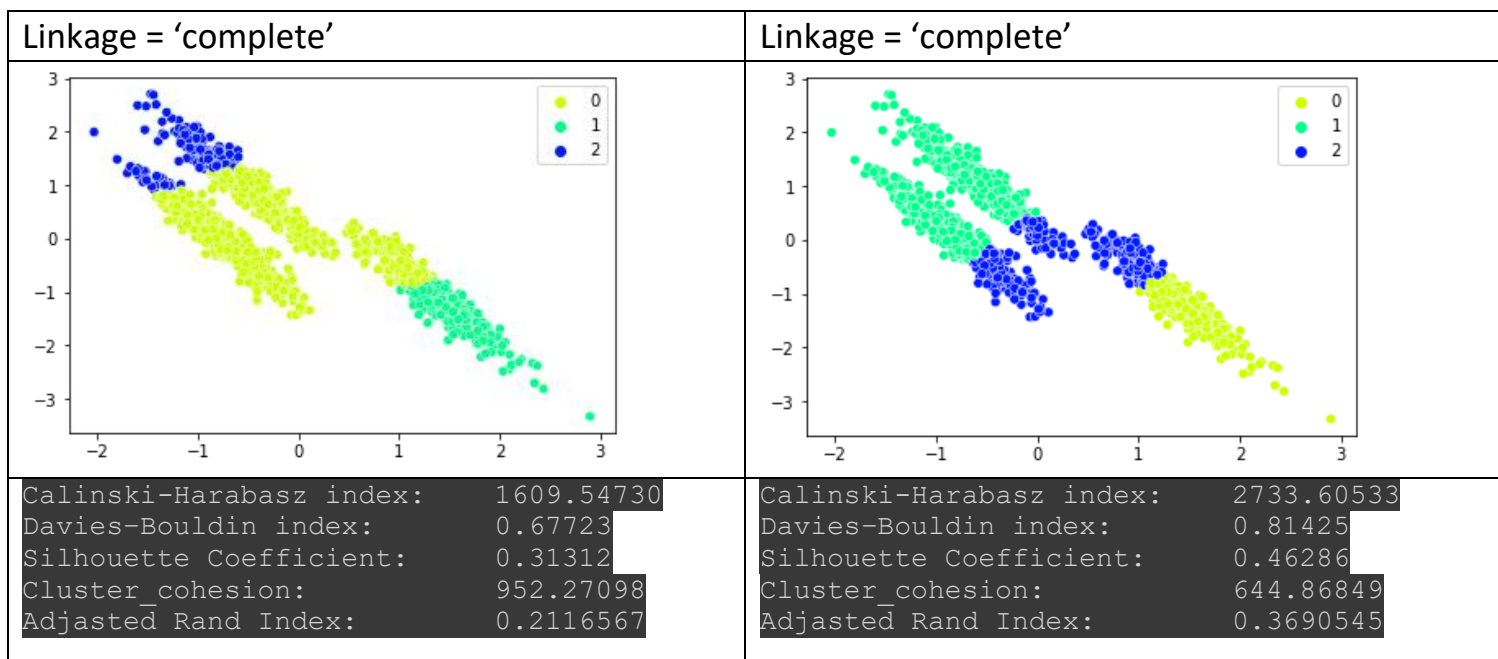 Linkage = ‘complete’
3
2
1
0
−1
−2
−3
−2
−1
0
1
2
3
0
1
2
Calinski-Harabasz index: 1609.54730
Davies–Bouldin index: 0.67723
Silhouette Coefficient: 0.31312
Cluster_cohesion: 952.27098
Adjasted Rand Index: 0.2116567
Linkage = ‘complete’
3
2
1
0
−1
−2
−3
−2
−1
0
1
2
3
0
1
2
Calinski-Harabasz index: 2733.60533
Davies–Bouldin index: 0.81425
Silhouette Coefficient: 0.46286
Cluster_cohesion: 644.86849
Adjasted Rand Index: 0.3690545